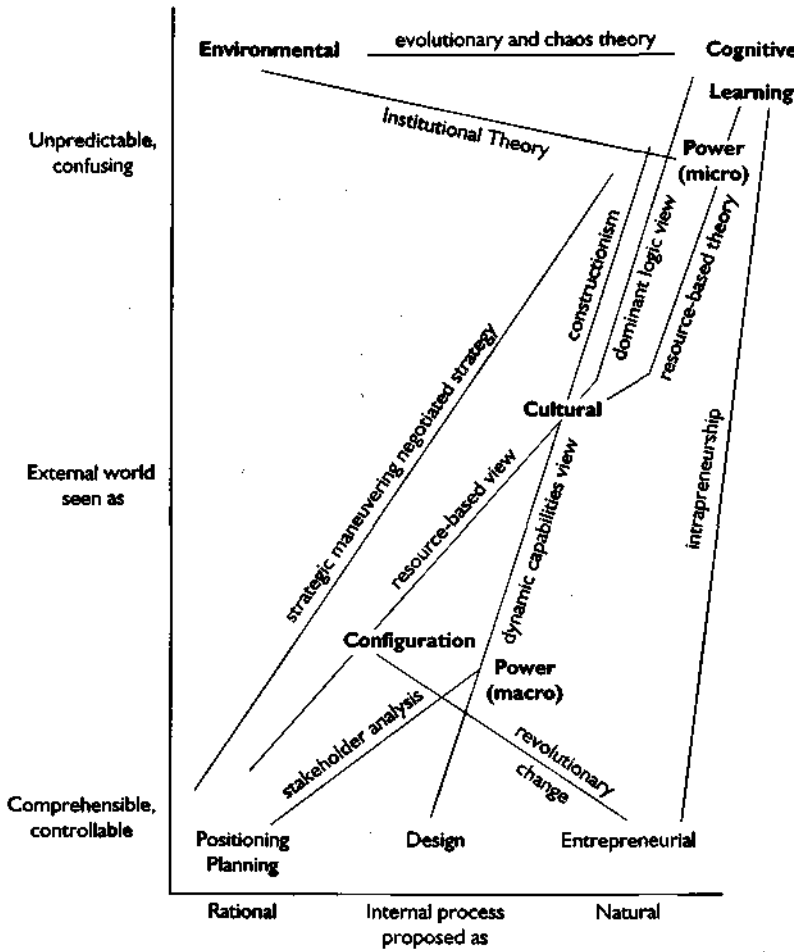 Environmental
evolutionary and chaos theory
Cognitive
Learning
Institutional Theory
Unpredictable,
confusing
Power
(micro)
constructionism
dominant logic view
resource-based theory
strategic maneuvering negotiated strategy
Cultural
External world
seen as
resource-based view
dynamic capabilities view
intrapreneurship
Configuration
Power
(macro)
stakeholder analysis
revolutionary
change
Comprehensible,
controllable
Positioning
Planning
Design
Entrepreneurial
Rational
Internal process
proposed as
Natural